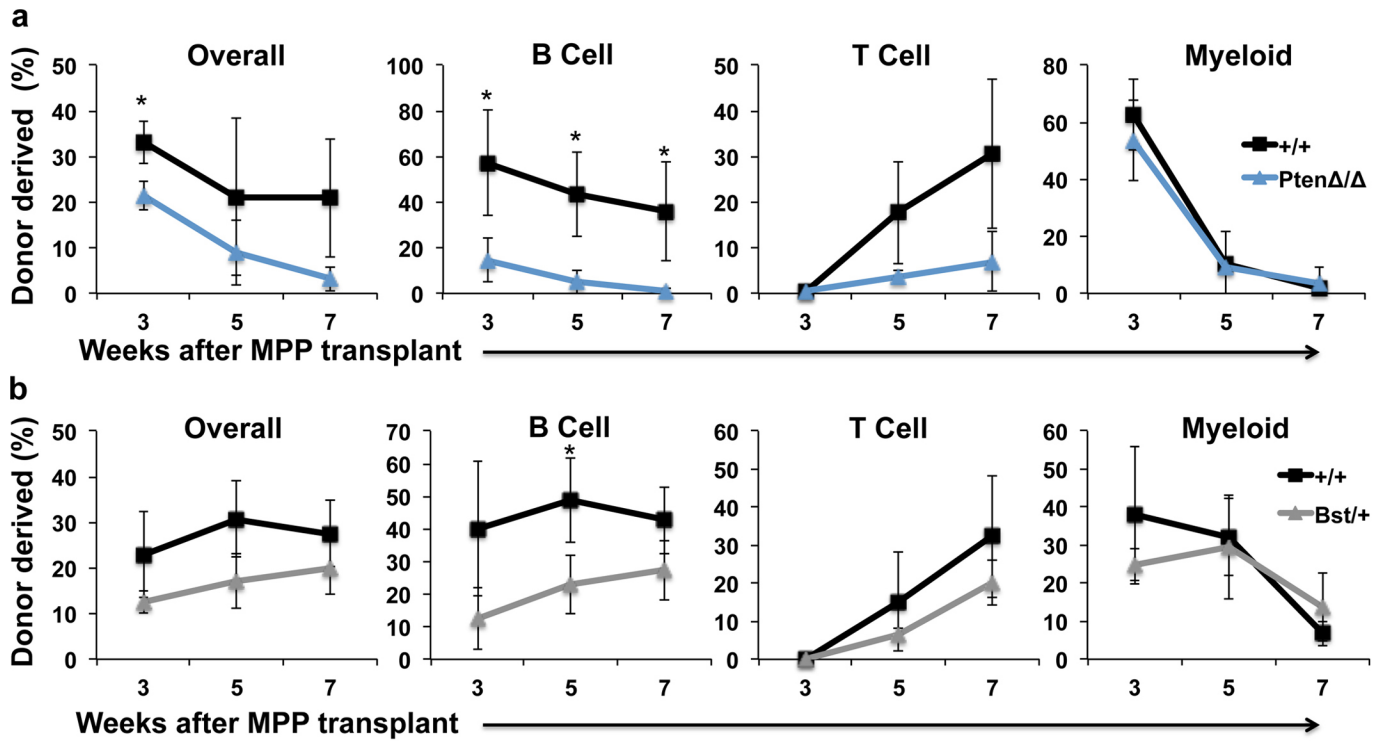 a
Overall
B Cell
T Cell
Myeloid
Donor derived (%)
50
40
30
20
10
0
3 5 7
*
100
80
60
40
20
0
3 5 7
* * *
50
40
30
20
10
0
3 5 7
80
60
40
20
0
3 5 7
+/+
PtenΔ/Δ
Weeks after MPP transplant
b
Overall
B Cell
T Cell
Myeloid
Donor derived (%)
50
40
30
20
10
0
3 5 7
70
60
50
40
30
20
10
0
3 5 7
*
60
50
40
30
20
10
0
3 5 7
60
50
40
30
20
10
0
3 5 7
+/+
Bst/+
Weeks after MPP transplant